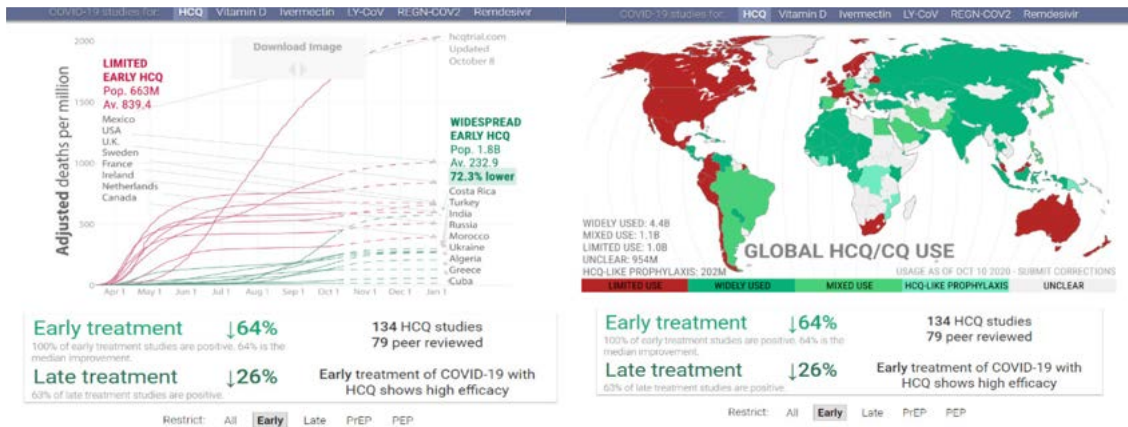 COVID-19 studies for: HCQ Vitamin D Ivermectin LY-CoV REGN-COV2 Remdesivir
2000
1500
1000
500
0
Adjusted deaths per million
Download Image
hcqtrial.com
Updated
October 8
LIMITED
EARLY HCQ
Pop. 663M
Av. 839.4
Mexico
USA
U.K.
Sweden
France
Ireland
Netherlands
Canada
WIDESPREAD
EARLY HCQ
Pop. 1.8B
Av. 232.9
72.3% lower
Costa Rica
Turkey
India
Russia
Morocco
Ukraine
Algeria
Greece
Cuba
Apr 1 May 1 Jun 1 Jul 1 Aug 1 Sep 1 Oct 1 Nov 1 Dec 1 Jan 1
Early treatment ↓64%
100% of early treatment studies are positive. 64% is the
median improvement.
Late treatment ↓26%
63% of late treatment studies are positive.
134 HCQ studies
79 peer reviewed
Early treatment of COVID-19 with
HCQ shows high efficacy
Restrict: All Early Late PrEP PEP
COVID-19 studies for: HCQ Vitamin D Ivermectin LY-CoV REGN-COV2 Remdesivir
WIDELY USED: 4.4B
MIXED USE: 1.1B
LIMITED USE: 1.0B
UNCLEAR: 954M
HCQ-LIKE PROPHYLAXIS: 202M
GLOBAL HCQ/CQ USE
USAGE AS OF OCT 10 2020 - SUBMIT CORRECTIONS
LIMITED USE WIDELY USED MIXED USE HCQ-LIKE PROPHYLAXIS UNCLEAR
Early treatment ↓64%
100% of early treatment studies are positive. 64% is the
median improvement.
Late treatment ↓26%
63% of late treatment studies are positive.
134 HCQ studies
79 peer reviewed
Early treatment of COVID-19 with
HCQ shows high efficacy
Restrict: All Early Late PrEP PEP